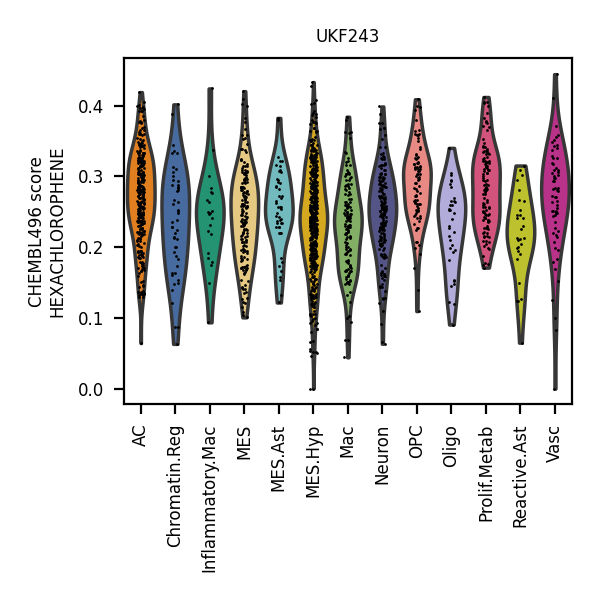 UKF243
CHEMBL496 score
HEXACHLOROPHENE
0.4
0.3
0.2
0.1
0.0
AC
Chromatin.Reg
Inflammatory.Mac
MES
MES.Ast
MES.Hyp
Mac
Neuron
OPC
Oligo
Prolif.Metab
Reactive.Ast
Vasc